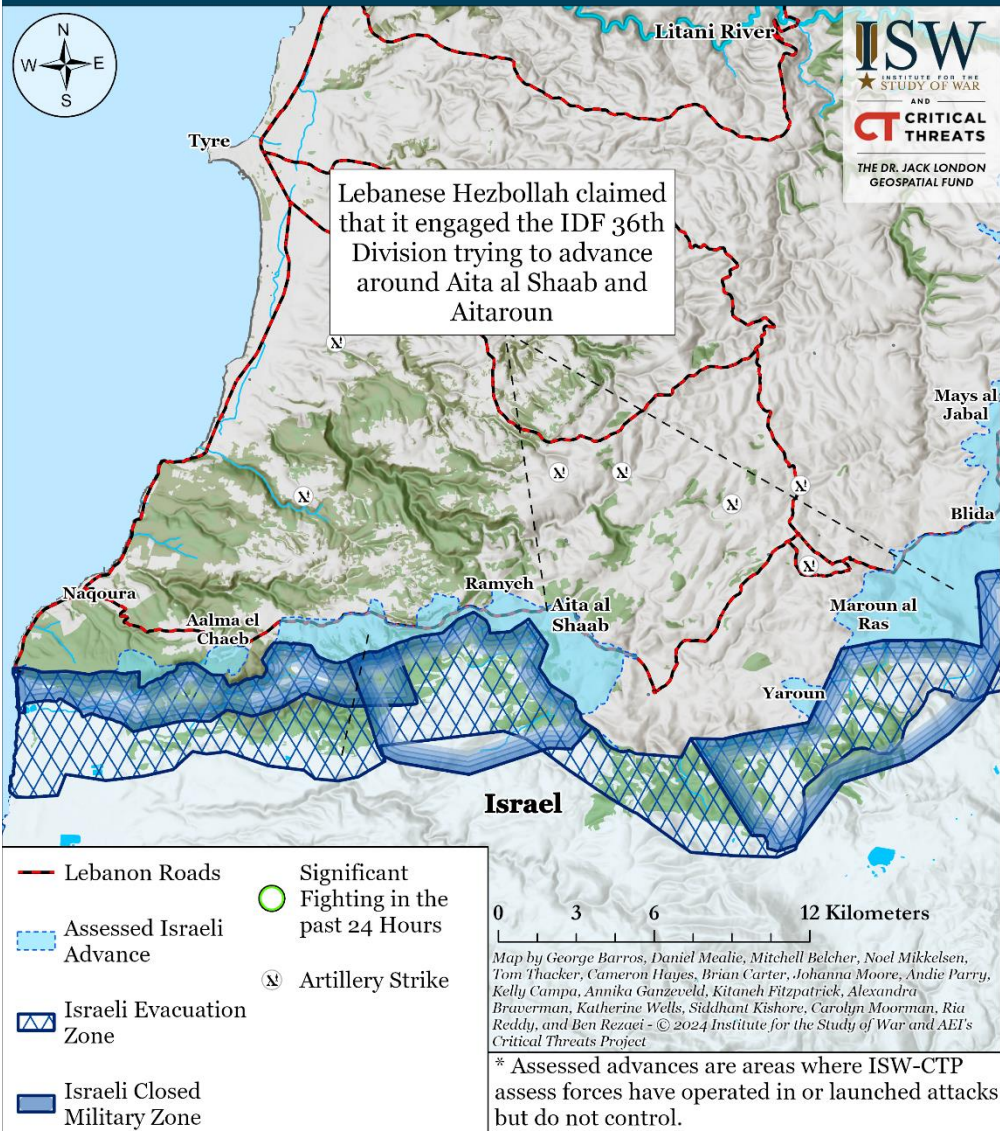 N
W E
S
Litani River
ISW
INSTITUTE FOR THE
STUDY OF WAR
AND
CT CRITICAL
THREATS
THE DR. JACK LONDON
GEOSPATIAL FUND
Tyre
Lebanese Hezbollah claimed
that it engaged the IDF 36th
Division trying to advance
around Aita al Shaab and
Aitaroun
Mays al
Jabal
Blida
Naqoura
Aalma el
Chaeb
Ramych
Aita al
Shaab
Maroun al
Ras
Yaroun
Israel
Lebanon Roads
Assessed Israeli
Advance
Israeli Evacuation
Zone
Israeli Closed
Military Zone
Significant
Fighting in the
past 24 Hours
Artillery Strike
0 3 6 12 Kilometers
Map by George Barros, Daniel Mealie, Mitchell Belcher, Noel Mikkelsen,
Tom Thacker, Cameron Hayes, Brian Carter, Johanna Moore, Andie Parry,
Kelly Campa, Annika Ganzeveld, Kitaneh Fitzpatrick, Alexandra
Braverman, Katherine Wells, Siddhant Kishore, Carolyn Moorman, Ria
Reddy, and Ben Rezaei - © 2024 Institute for the Study of War and AEI's
Critical Threats Project
* Assessed advances are areas where ISW-CTP
assess forces have operated in or launched attacks
but do not control.